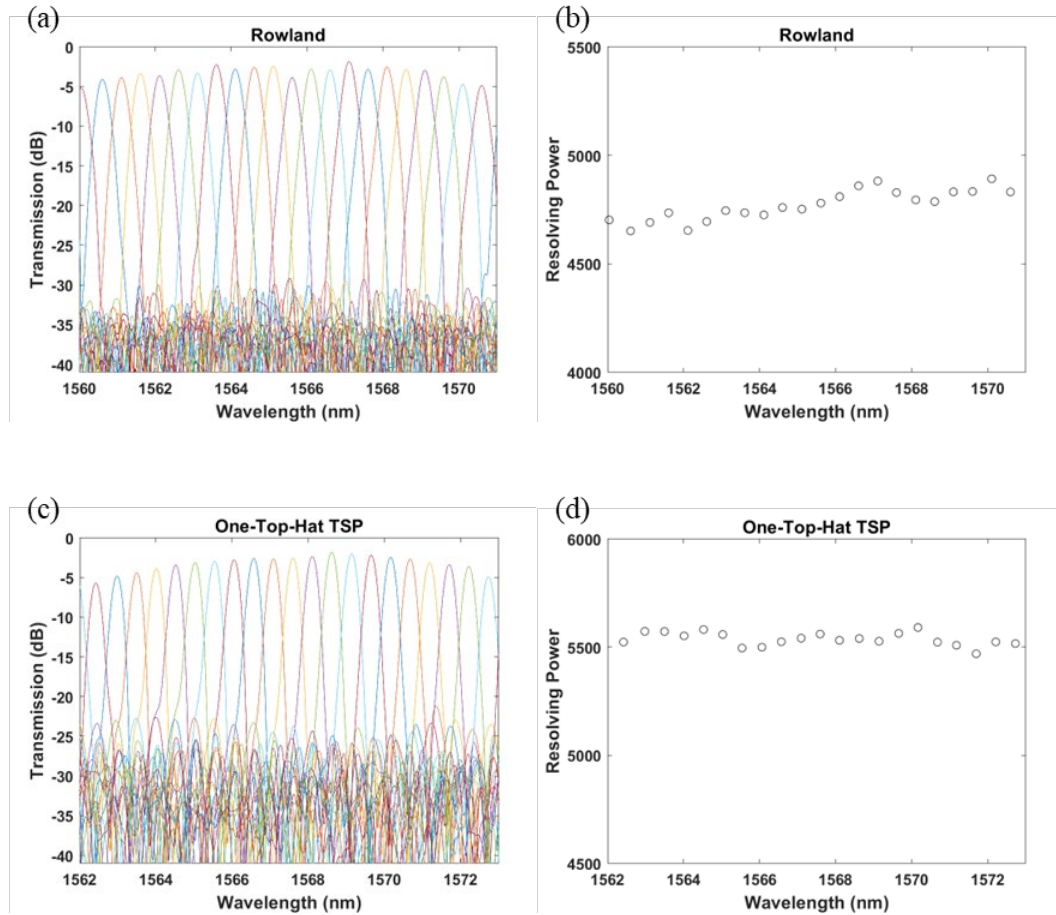 (a)
Rowland
0
-5
-10
-15
-20
-25
-30
-35
-40
Transmission (dB)
1560 1562 1564 1566 1568 1570
Wavelength (nm)
(b)
Rowland
5500
5000
4500
4000
Resolving Power
1560 1562 1564 1566 1568 1570
Wavelength (nm)
(c)
One-Top-Hat TSP
0
-5
-10
-15
-20
-25
-30
-35
-40
Transmission (dB)
1562 1564 1566 1568 1570 1572
Wavelength (nm)
(d)
One-Top-Hat TSP
6000
5500
5000
4500
Resolving Power
1562 1564 1566 1568 1570 1572
Wavelength (nm)